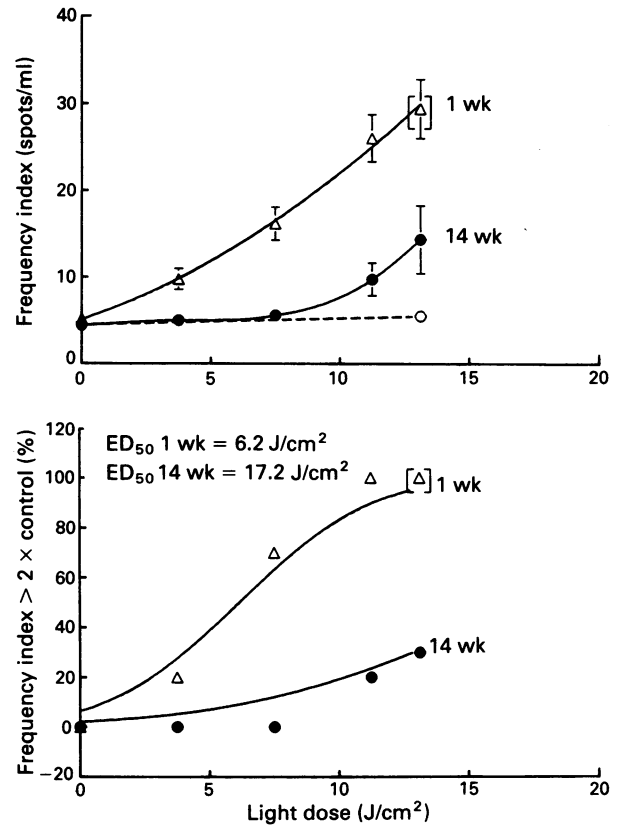 Frequency index (spots/ml)
40
30
20
10
0
1 wk
14 wk
0 5 10 15 20
Frequency index > 2 × control (%)
120
100
80
60
40
20
0
−20
ED50 1 wk = 6.2 J/cm²
ED50 14 wk = 17.2 J/cm²
1 wk
14 wk
0 5 10 15 20
Light dose (J/cm²)